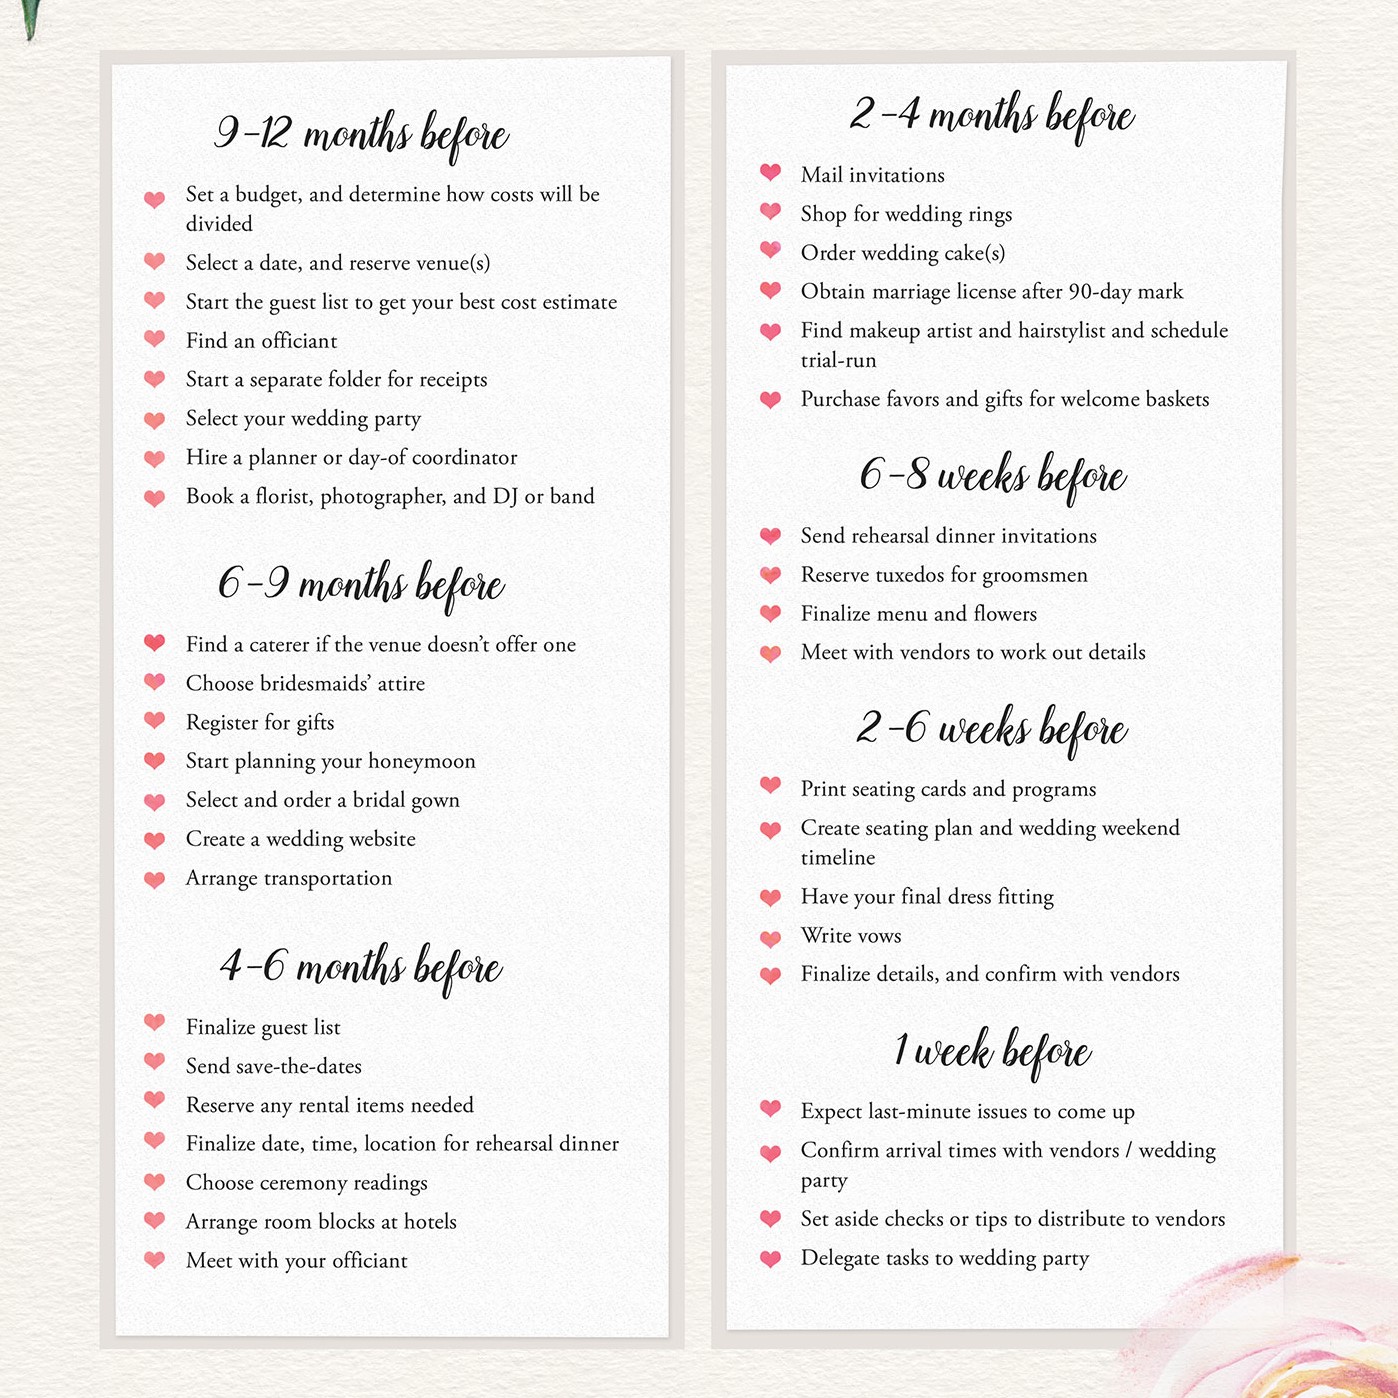 9-12 months before
Set a budget, and determine how costs will be
divided
Select a date, and reserve venue(s)
Start the guest list to get your best cost estimate
Find an officiant
Start a separate folder for receipts
Select your wedding party
Hire a planner or day-of coordinator
Book a florist, photographer, and DJ or band
6-9 months before
Find a caterer if the venue doesn’t offer one
Choose bridesmaids’ attire
Register for gifts
Start planning your honeymoon
Select and order a bridal gown
Create a wedding website
Arrange transportation
4-6 months before
Finalize guest list
Send save-the-dates
Reserve any rental items needed
Finalize date, time, location for rehearsal dinner
Choose ceremony readings
Arrange room blocks at hotels
Meet with your officiant
2-4 months before
Mail invitations
Shop for wedding rings
Order wedding cake(s)
Obtain marriage license after 90-day mark
Find makeup artist and hairstylist and schedule
trial-run
Purchase favors and gifts for welcome baskets
6-8 weeks before
Send rehearsal dinner invitations
Reserve tuxedos for groomsmen
Finalize menu and flowers
Meet with vendors to work out details
2-6 weeks before
Print seating cards and programs
Create seating plan and wedding weekend
timeline
Have your final dress fitting
Write vows
Finalize details, and confirm with vendors
1 week before
Expect last-minute issues to come up
Confirm arrival times with vendors / wedding
party
Set aside checks or tips to distribute to vendors
Delegate tasks to wedding party